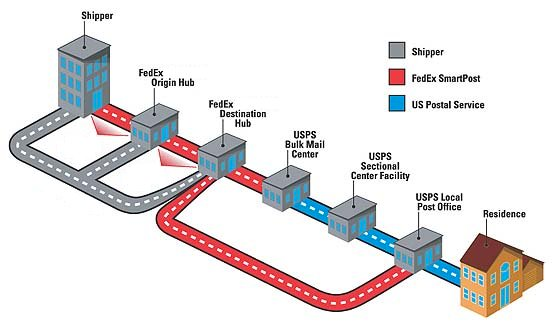 Shipper
FedEx
Origin Hub
FedEx
Destination
Hub
USPS
Bulk Mail
Center
USPS
Sectional
Center Facility
USPS Local
Post Office
Residence
Shipper
FedEx SmartPost
US Postal Service